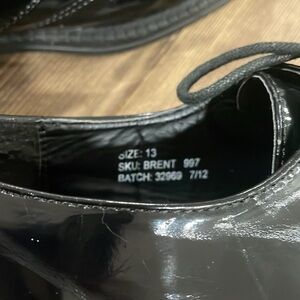 SIZE: 13
SKU: BRENT 997
BATCH: 32969 7/12